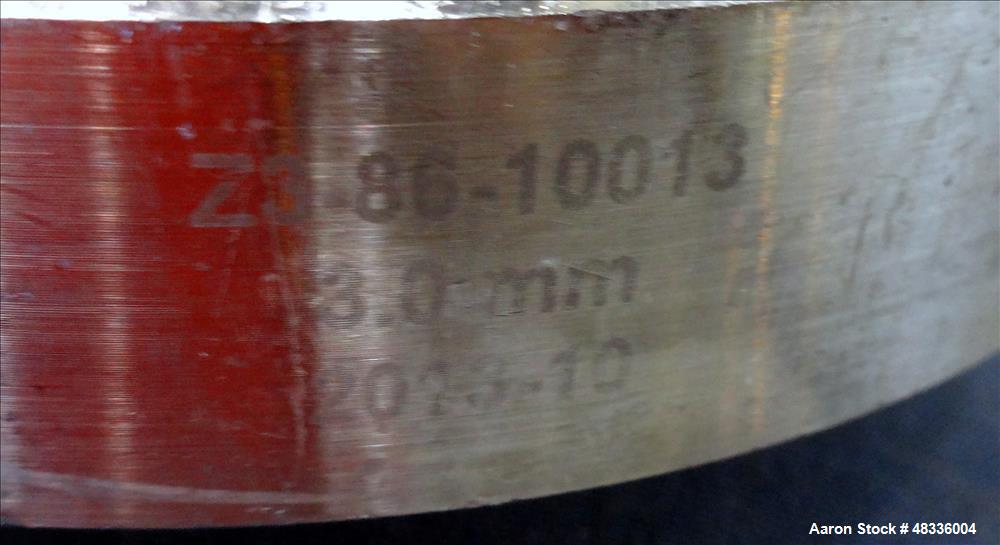 Z3-86-10013
3.0 mm
2013-10
Aaron Stock # 48336004